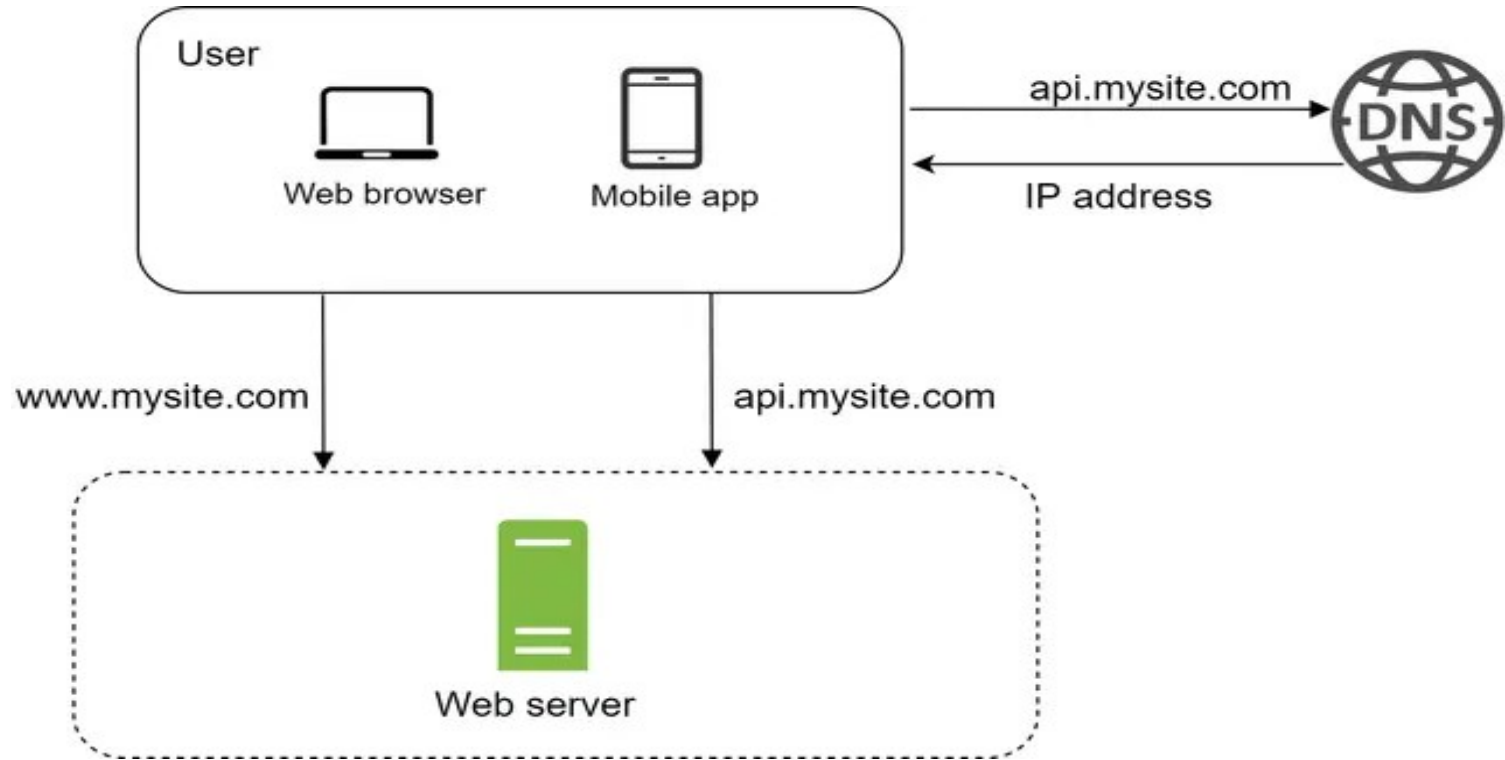 User
Web browser
Mobile app
api.mysite.com
DNS
IP address
www.mysite.com
api.mysite.com
Web server